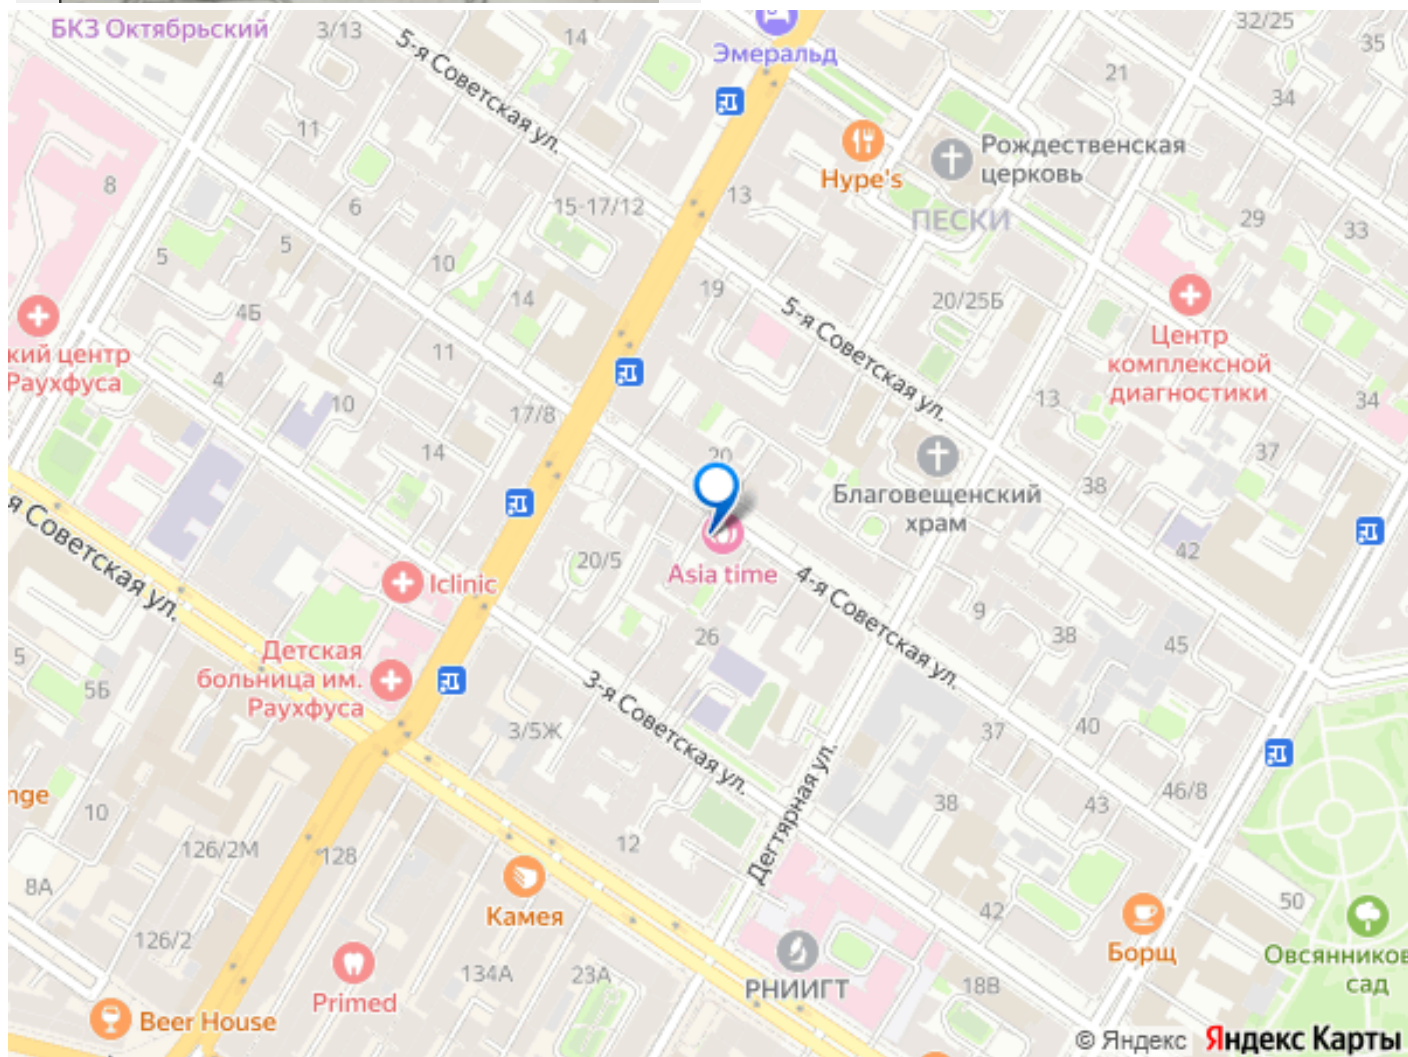 БКЗ Октябрьский
3/13
14
Эмеральд
32/25
35
5-я Советская ул.
21
34
11
Hype's
Рождественская
церковь
8
6
15-17/12
13
ПЕСКИ
29
33
5
5
10
14
19
20/25Б
4Б
5-я Советская ул.
Центр
комплексной
диагностики
кий центр
Раухфуса
11
4
10
17/8
13
34
14
20
37
Благовещенский
храм
38
я Советская ул.
42
20/5
Asia time
Iclinic
4-я Советская ул.
9
38
45
26
Детская
больница им.
Раухфуса
5
5Б
3-я Советская ул.
3/5Ж
37
40
Дегтярная ул.
nge
10
38
43
46/8
126/2М
128
12
8А
Камея
42
50
126/2
Борщ
Овсянников
сад
134А
23А
РНИИГТ
18В
Primed
Beer House
© Яндекс Яндекс Карты